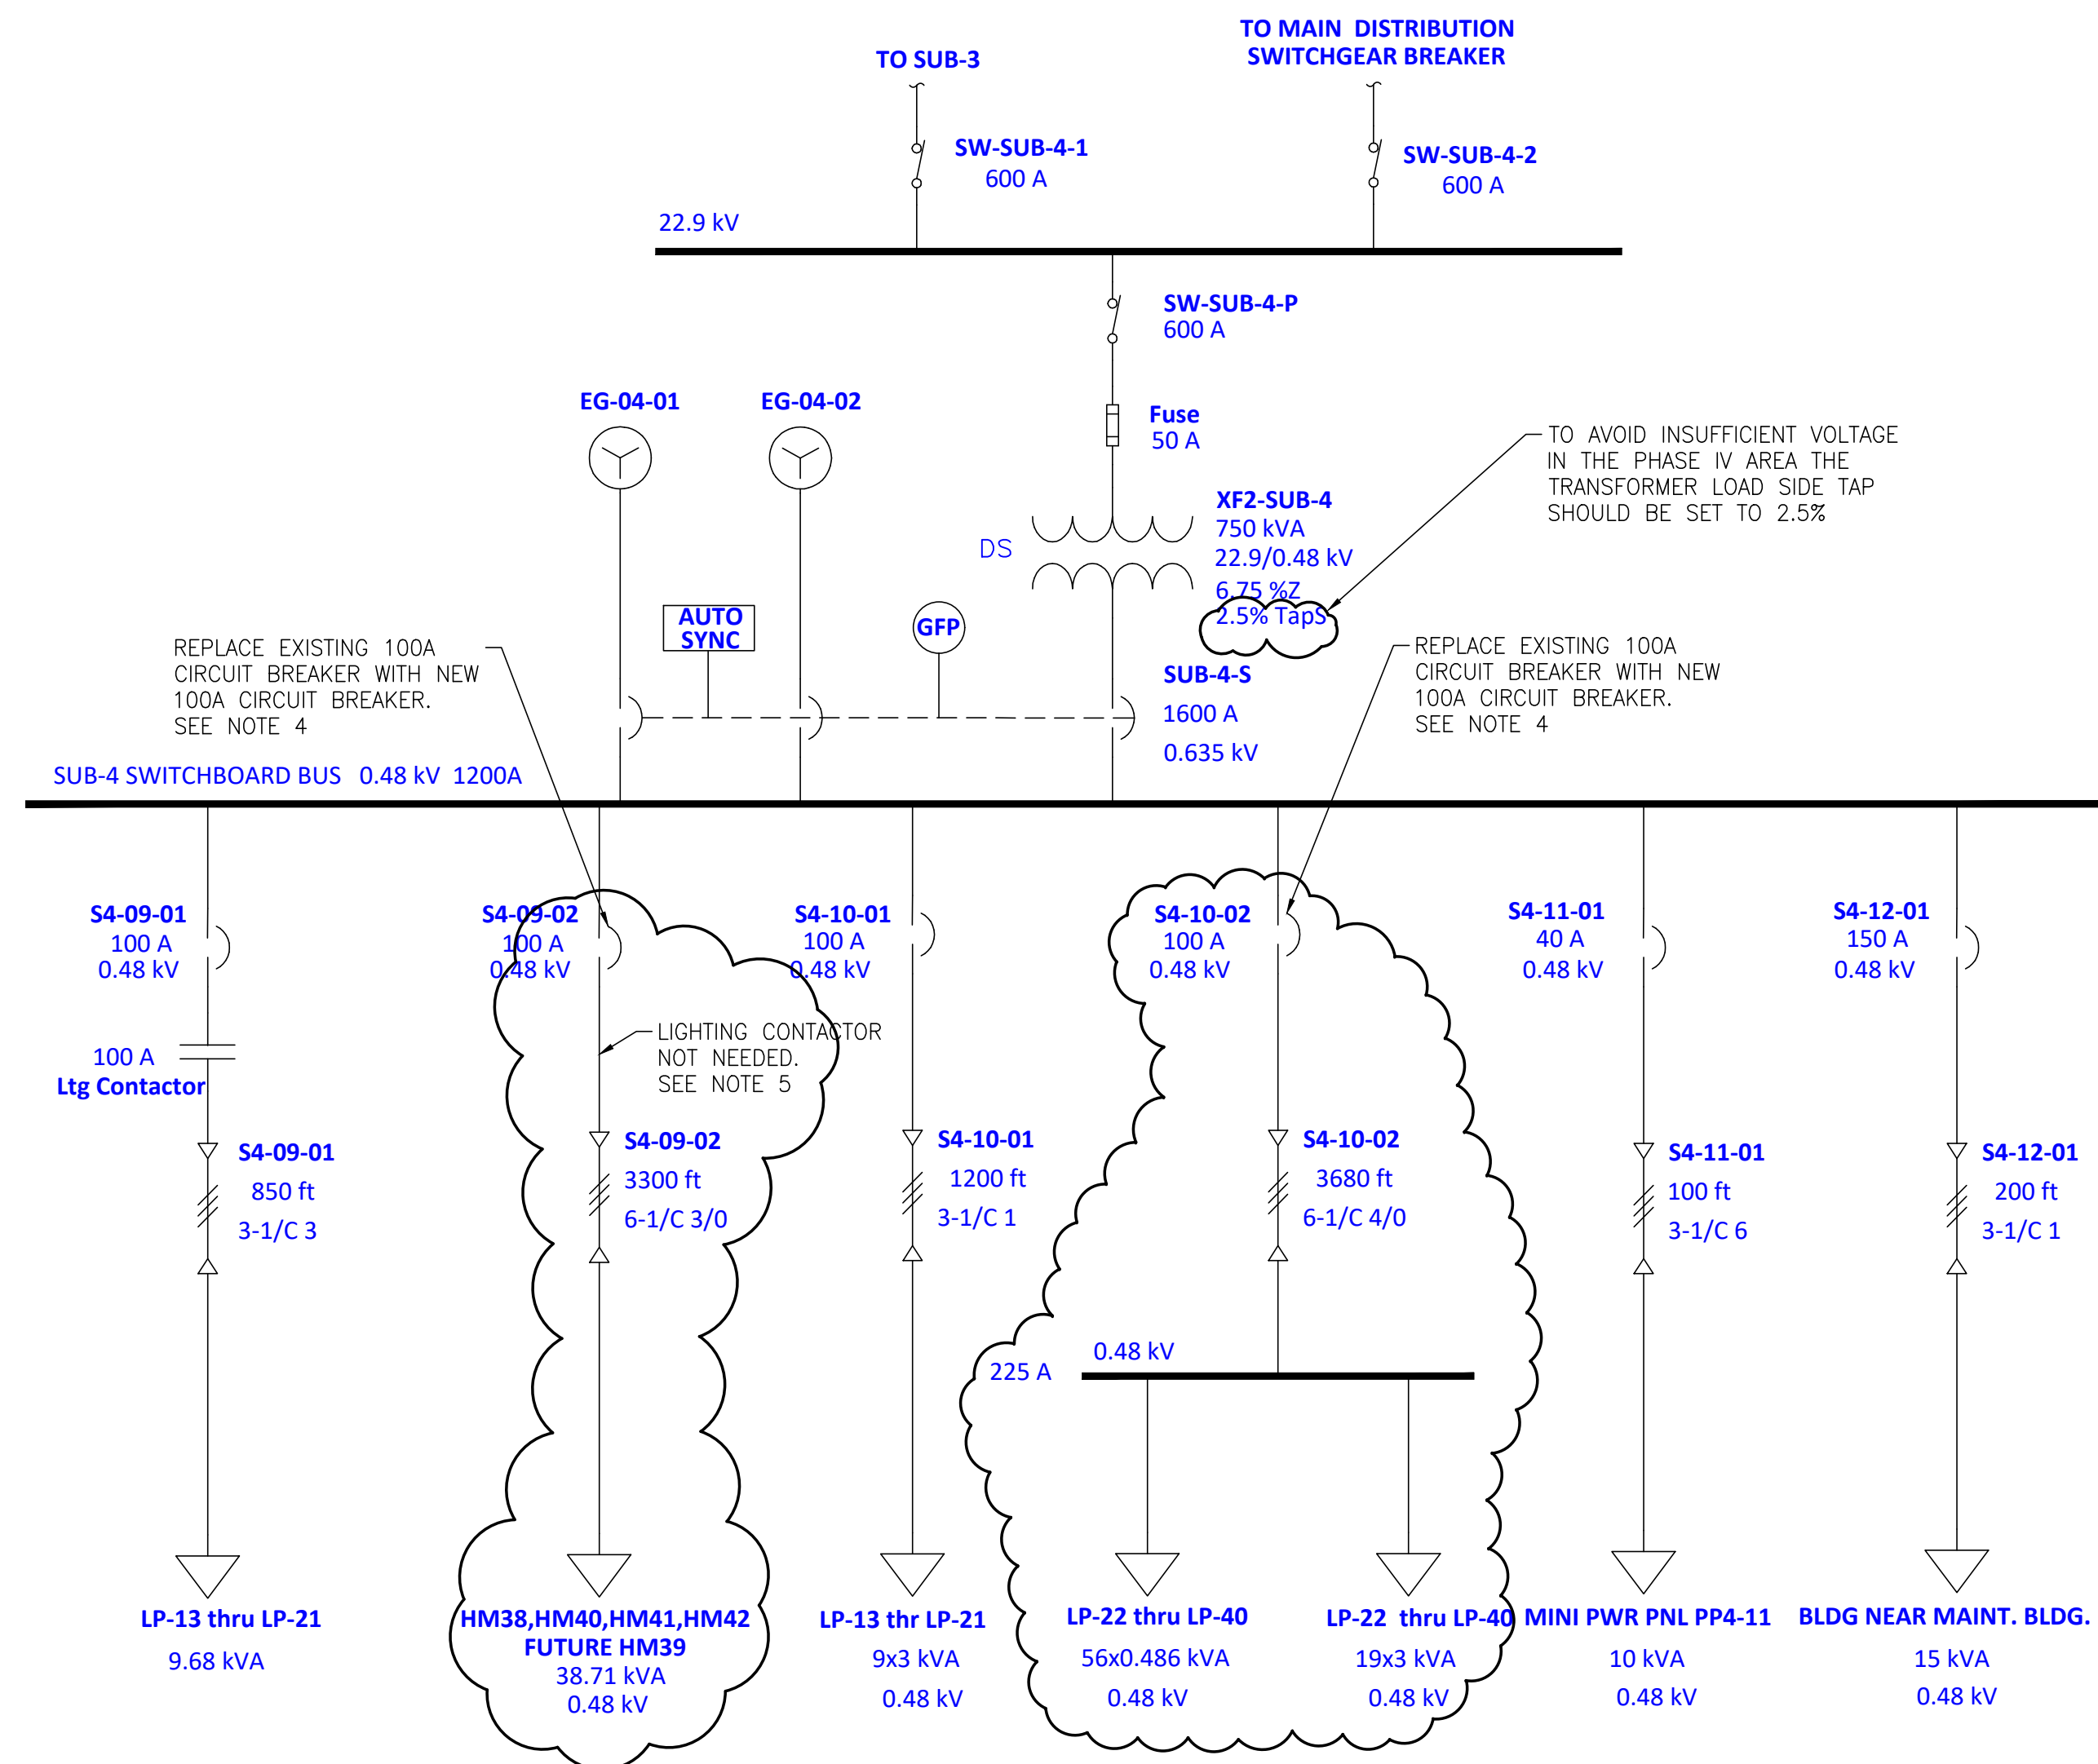 TO MAIN  DISTRIBUTION
SWITCHGEAR BREAKER
TO SUB-3
SW-SUB-4-1
600 A
SW-SUB-4-2
600 A
22.9 kV
SW-SUB-4-P
600 A
Fuse
50 A
EG-04-01
EG-04-02
TO AVOID INSUFFICIENT VOLTAGE
IN THE PHASE IV AREA THE
TRANSFORMER LOAD SIDE TAP
SHOULD BE SET TO 2.5%
DS
XF2-SUB-4
750 kVA
22.9/0.48 kV
6.75 %Z
2.5% TapS
AUTO
SYNC
GFP
REPLACE EXISTING 100A
CIRCUIT BREAKER WITH NEW
100A CIRCUIT BREAKER.
SEE NOTE 4
SUB-4-S
1600 A
0.635 kV
REPLACE EXISTING 100A
CIRCUIT BREAKER WITH NEW
100A CIRCUIT BREAKER.
SEE NOTE 4
SUB-4 SWITCHBOARD BUS   0.48 kV  1200A
S4-09-01
100 A
0.48 kV
S4-09-02
100 A
0.48 kV
S4-10-01
100 A
0.48 kV
S4-10-02
100 A
0.48 kV
S4-11-01
40 A
0.48 kV
S4-12-01
150 A
0.48 kV
100 A
Ltg Contactor
LIGHTING CONTACTOR
NOT NEEDED.
SEE NOTE 5
S4-09-01
850 ft
3-1/C 3
S4-09-02
3300 ft
6-1/C 3/0
S4-10-01
1200 ft
3-1/C 1
S4-10-02
3680 ft
6-1/C 4/0
S4-11-01
100 ft
3-1/C 6
S4-12-01
200 ft
3-1/C 1
0.48 kV
225 A
LP-13 thru LP-21
9.68 kVA
HM38,HM40,HM41,HM42
FUTURE HM39
38.71 kVA
0.48 kV
LP-13 thr LP-21
9x3 kVA
0.48 kV
LP-22 thru LP-40
56x0.486 kVA
0.48 kV
LP-22  thru LP-40
19x3 kVA
0.48 kV
MINI PWR PNL PP4-11
10 kVA
0.48 kV
BLDG NEAR MAINT. BLDG.
15 kVA
0.48 kV